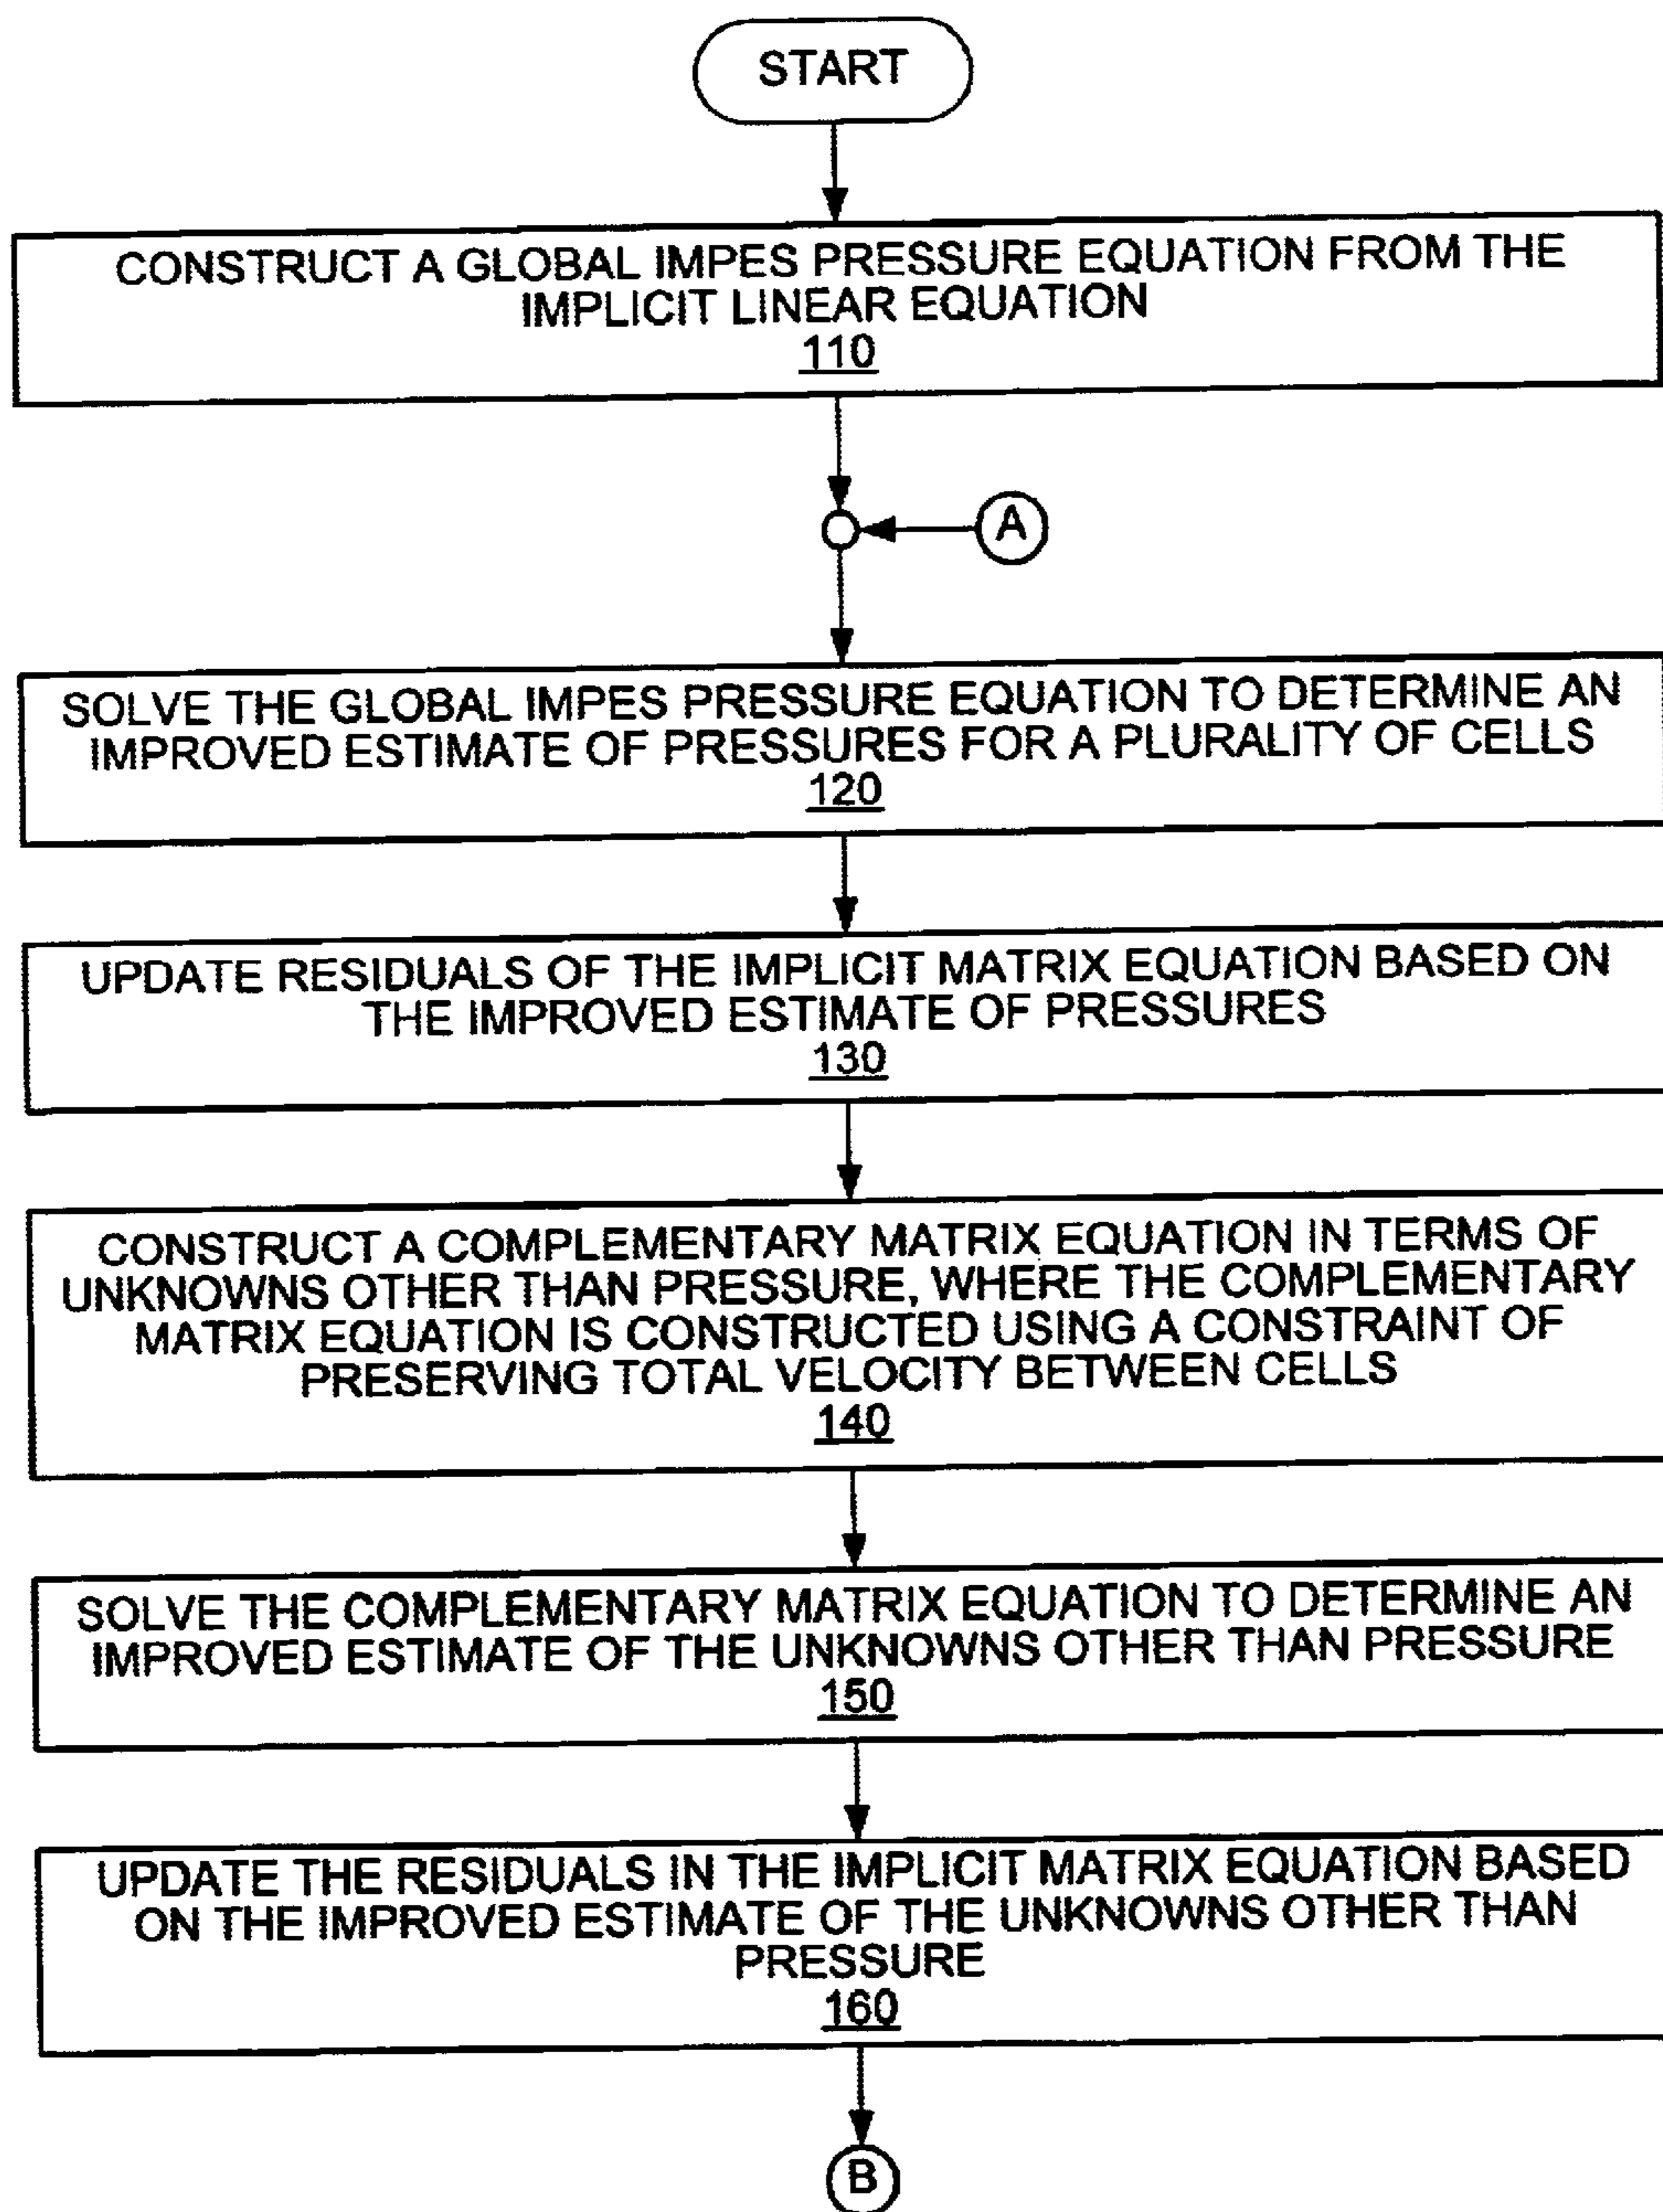 START
CONSTRUCT A GLOBAL IMPES PRESSURE EQUATION FROM THE
IMPLICIT LINEAR EQUATION
110
A
SOLVE THE GLOBAL IMPES PRESSURE EQUATION TO DETERMINE AN
IMPROVED ESTIMATE OF PRESSURES FOR A PLURALITY OF CELLS
120
UPDATE RESIDUALS OF THE IMPLICIT MATRIX EQUATION BASED ON
THE IMPROVED ESTIMATE OF PRESSURES
130
CONSTRUCT A COMPLEMENTARY MATRIX EQUATION IN TERMS OF
UNKNOWNS OTHER THAN PRESSURE, WHERE THE COMPLEMENTARY
MATRIX EQUATION IS CONSTRUCTED USING A CONSTRAINT OF
PRESERVING TOTAL VELOCITY BETWEEN CELLS
140
SOLVE THE COMPLEMENTARY MATRIX EQUATION TO DETERMINE AN
IMPROVED ESTIMATE OF THE UNKNOWNS OTHER THAN PRESSURE
150
UPDATE THE RESIDUALS IN THE IMPLICIT MATRIX EQUATION BASED
ON THE IMPROVED ESTIMATE OF THE UNKNOWNS OTHER THAN
PRESSURE
160
B